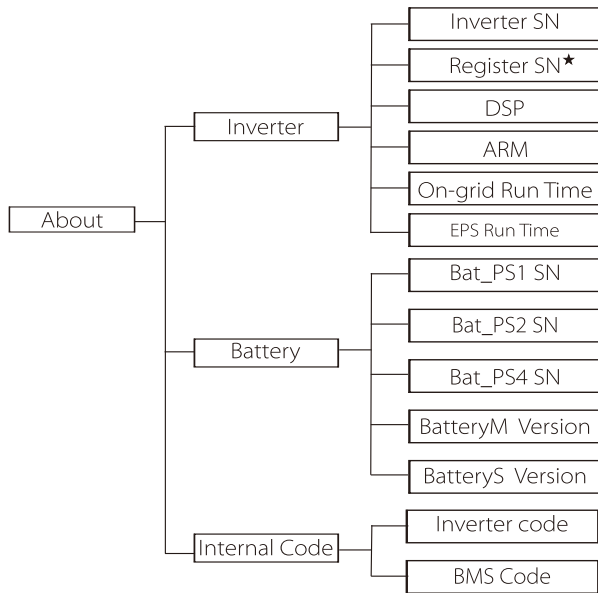 Inverter SN
Register SN★
DSP
Inverter
ARM
On-grid Run Time
About
EPS Run Time
Bat_PS1 SN
Bat_PS2 SN
Battery
Bat_PS4 SN
BatteryM Version
BatteryS Version
Inverter code
Internal Code
BMS Code